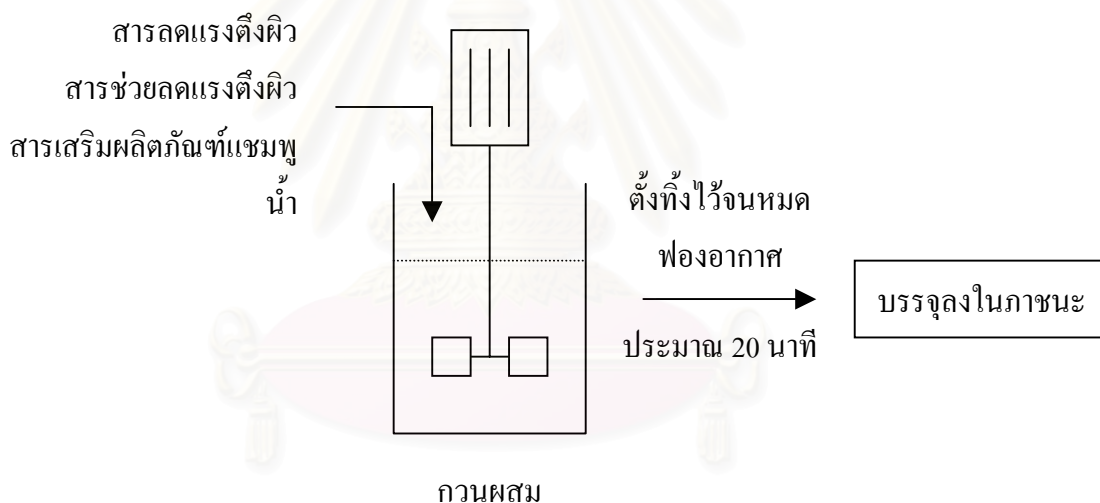 สารลดแรงตึงผิว
สารช่วยลดแรงตึงผิว
สารเสริมผลิตภัณฑ์แชมพู
น้ำ
ตั้งทิ้งไว้จนหมด
ฟองอากาศ
ประมาณ 20 นาที
บรรจุลงในภาชนะ
กวนผสม